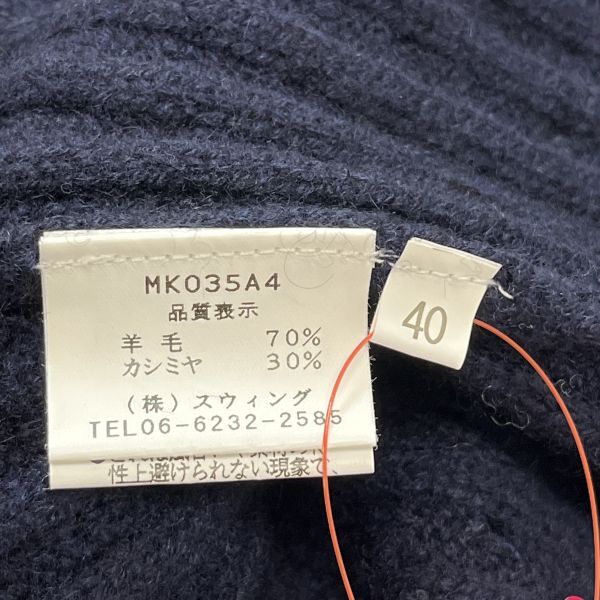 MK035A4
品質表示
羊毛 70%
カシミヤ 30%
(株)スウィング
TEL06-6232-2585
性上避けられない現象で、
40